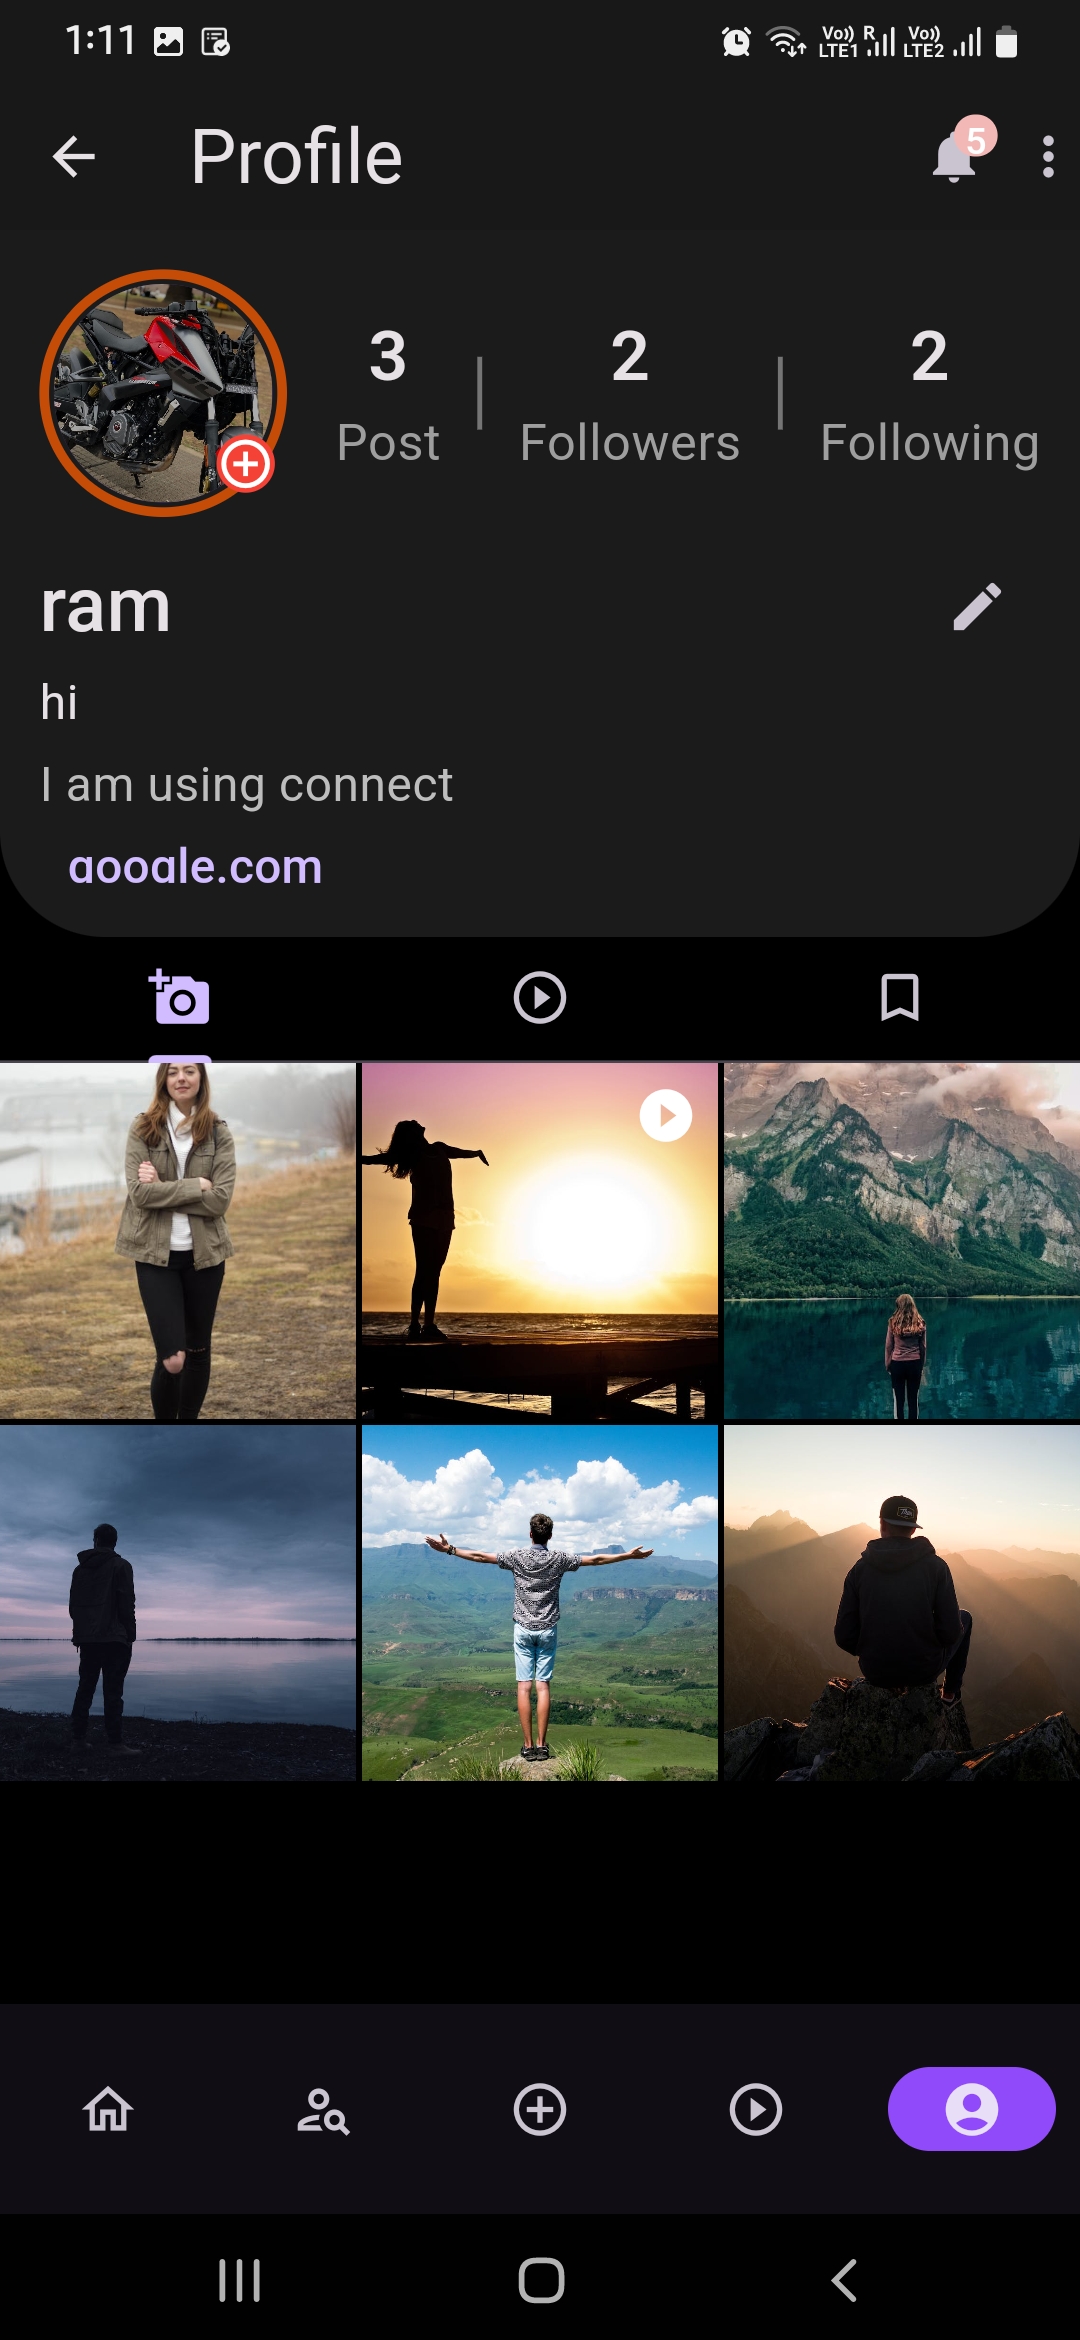 1:11 Vo)) LTE1 R Vo)) LTE2
Profile 5
3 2 2
Post Followers Following
ram
hi
I am using connect
google.com